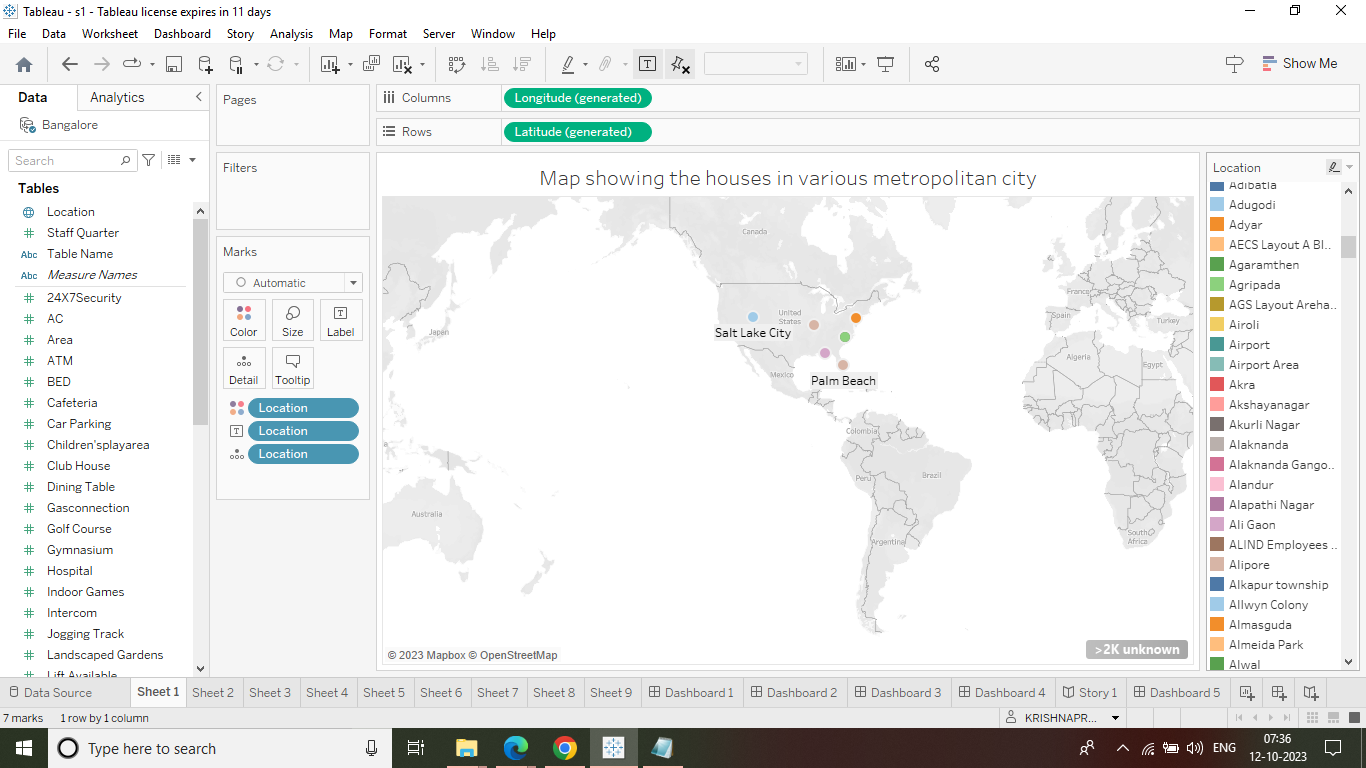 Tableau - s1 - Tableau license expires in 11 days
File Data Worksheet Dashboard Story Analysis Map Format Server Window Help
Show Me
Data Analytics
Bangalore
Search
Tables
Location
Staff Quarter
Abc Table Name
Abc Measure Names
24X7Security
AC
Area
ATM
BED
Cafeteria
Car Parking
Children'splayarea
Club House
Dining Table
Gasconnection
Golf Course
Gymnasium
Hospital
Indoor Games
Intercom
Jogging Track
Landscaped Gardens
Lift Available
Pages
Filters
Marks
Automatic
Color Size Label
Detail Tooltip
Location
Location
Location
Columns Longitude (generated)
Rows Latitude (generated)
Map showing the houses in various metropolitan city
Canada
United
States
Salt Lake City
Mexico
Palm Beach
Japan
Australia
Colombia
Peru
Brazil
Argentina
France
Spain
Turkey
Algeria
Egypt
South
Africa
© 2023 Mapbox © OpenStreetMap
>2K unknown
Location
Adibatla
Adugodi
Adyar
AECS Layout A Bl..
Agaramthen
Agripada
AGS Layout Areha..
Airoli
Airport
Airport Area
Akra
Akshayanagar
Akurli Nagar
Alaknanda
Alaknanda Gango..
Alandur
Alapathi Nagar
Ali Gaon
ALIND Employees ..
Alipore
Alkapur township
Allwyn Colony
Almasguda
Almeida Park
Alwal
Data Source Sheet 1 Sheet 2 Sheet 3 Sheet 4 Sheet 5 Sheet 6 Sheet 7 Sheet 8 Sheet 9 Dashboard 1 Dashboard 2 Dashboard 3 Dashboard 4 Story 1 Dashboard 5
7 marks 1 row by 1 column KRISHNAPR...
Type here to search
ENG
07:36
12-10-2023